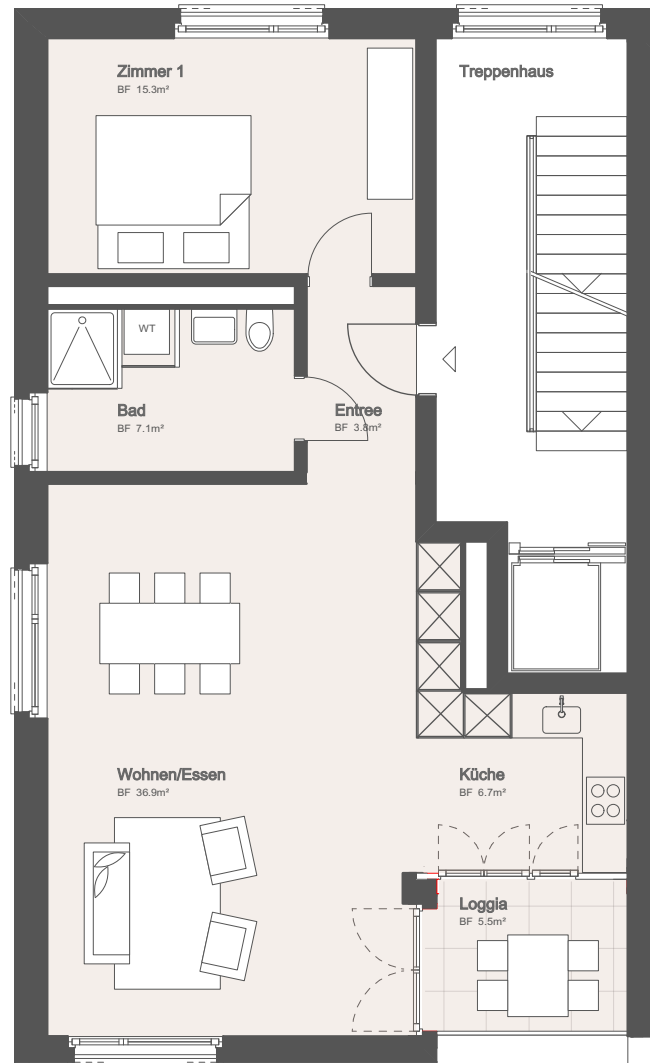 Zimmer 1
BF 15.3m²
Treppenhaus
WT
Bad
BF 7.1m²
Entree
BF 3.8m²
Wohnen/Essen
BF 36.9m²
Küche
BF 6.7m²
Loggia
BF 5.5m²